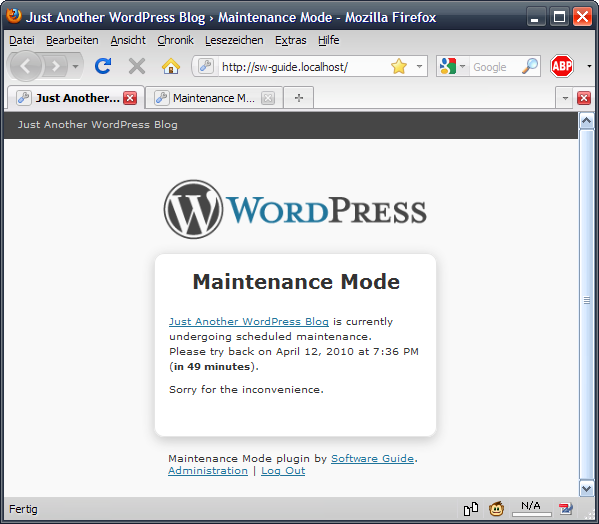 Just Another WordPress Blog › Maintenance Mode - Mozilla Firefox
Datei Bearbeiten Ansicht Chronik Lesezeichen Extras Hilfe
http://sw-guide.localhost/ Google ABP
Just Another... Maintenance M...
Just Another WordPress Blog
WORDPRESS
Maintenance Mode
Just Another WordPress Blog is currently
undergoing scheduled maintenance.
Please try back on April 12, 2010 at 7:36 PM
(in 49 minutes).
Sorry for the inconvenience.
Maintenance Mode plugin by Software Guide.
Administration | Log Out
Fertig N/A